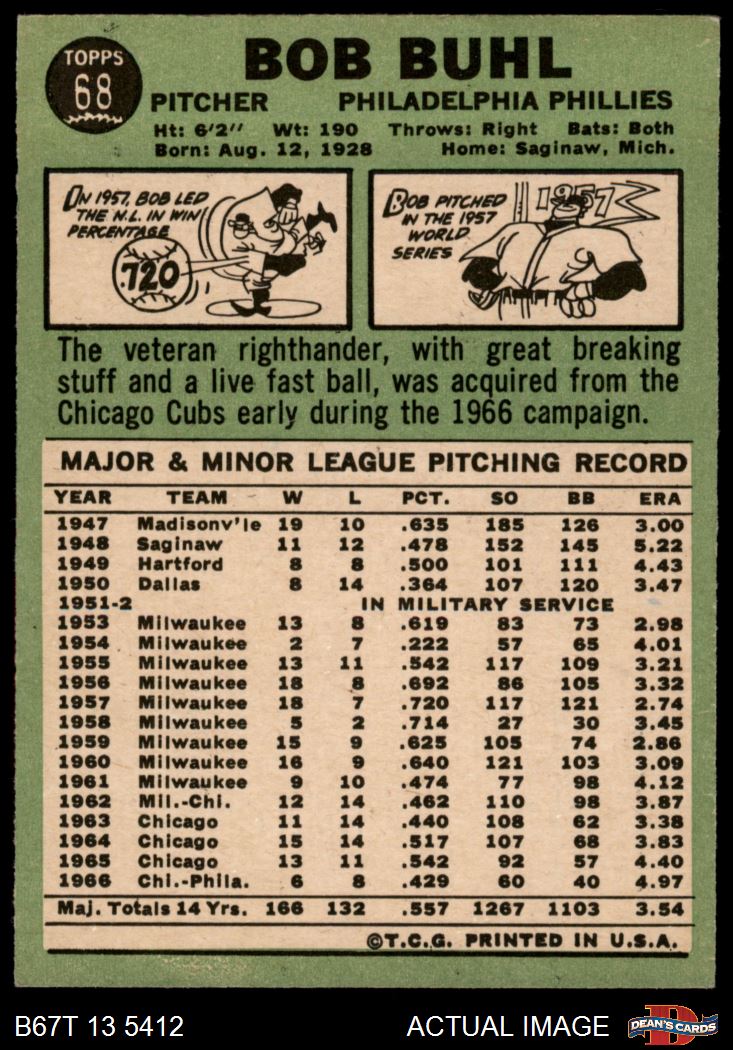 TOPPS
68
BOB BUHL
PITCHER PHILADELPHIA PHILLIES
Ht: 6'2" Wt: 190 Throws: Right Bats: Both
Born: Aug. 12, 1928 Home: Saginaw, Mich.
IN 1957, BOB LED
THE N.L. IN WIN
PERCENTAGE
.720
BOB PITCHED
IN THE 1957
WORLD
SERIES
1957
The veteran righthander, with great breaking
stuff and a live fast ball, was acquired from the
Chicago Cubs early during the 1966 campaign.
MAJOR & MINOR LEAGUE PITCHING RECORD
YEAR TEAM W L PCT. SO BB ERA
1947 Madisonv'le 19 10 .635 185 126 3.00
1948 Saginaw 11 12 .478 152 145 5.22
1949 Hartford 8 8 .500 101 111 4.43
1950 Dallas 8 14 .364 107 120 3.47
1951-2 IN MILITARY SERVICE
1953 Milwaukee 13 8 .619 83 73 2.98
1954 Milwaukee 2 7 .222 57 65 4.01
1955 Milwaukee 13 11 .542 117 109 3.21
1956 Milwaukee 18 8 .692 86 105 3.32
1957 Milwaukee 18 7 .720 117 121 2.74
1958 Milwaukee 5 2 .714 27 30 3.45
1959 Milwaukee 15 9 .625 105 74 2.86
1960 Milwaukee 16 9 .640 121 103 3.09
1961 Milwaukee 9 10 .474 77 98 4.12
1962 Mil.-Chi. 12 14 .462 110 98 3.87
1963 Chicago 11 14 .440 108 62 3.38
1964 Chicago 15 14 .517 107 68 3.83
1965 Chicago 13 11 .542 92 57 4.40
1966 Chi.-Phila. 6 8 .429 60 40 4.97
Maj. Totals 14 Yrs. 166 132 .557 1267 1103 3.54
©T.C.G. PRINTED IN U.S.A.
B67T 13 5412 ACTUAL IMAGE D DEAN'S CARDS